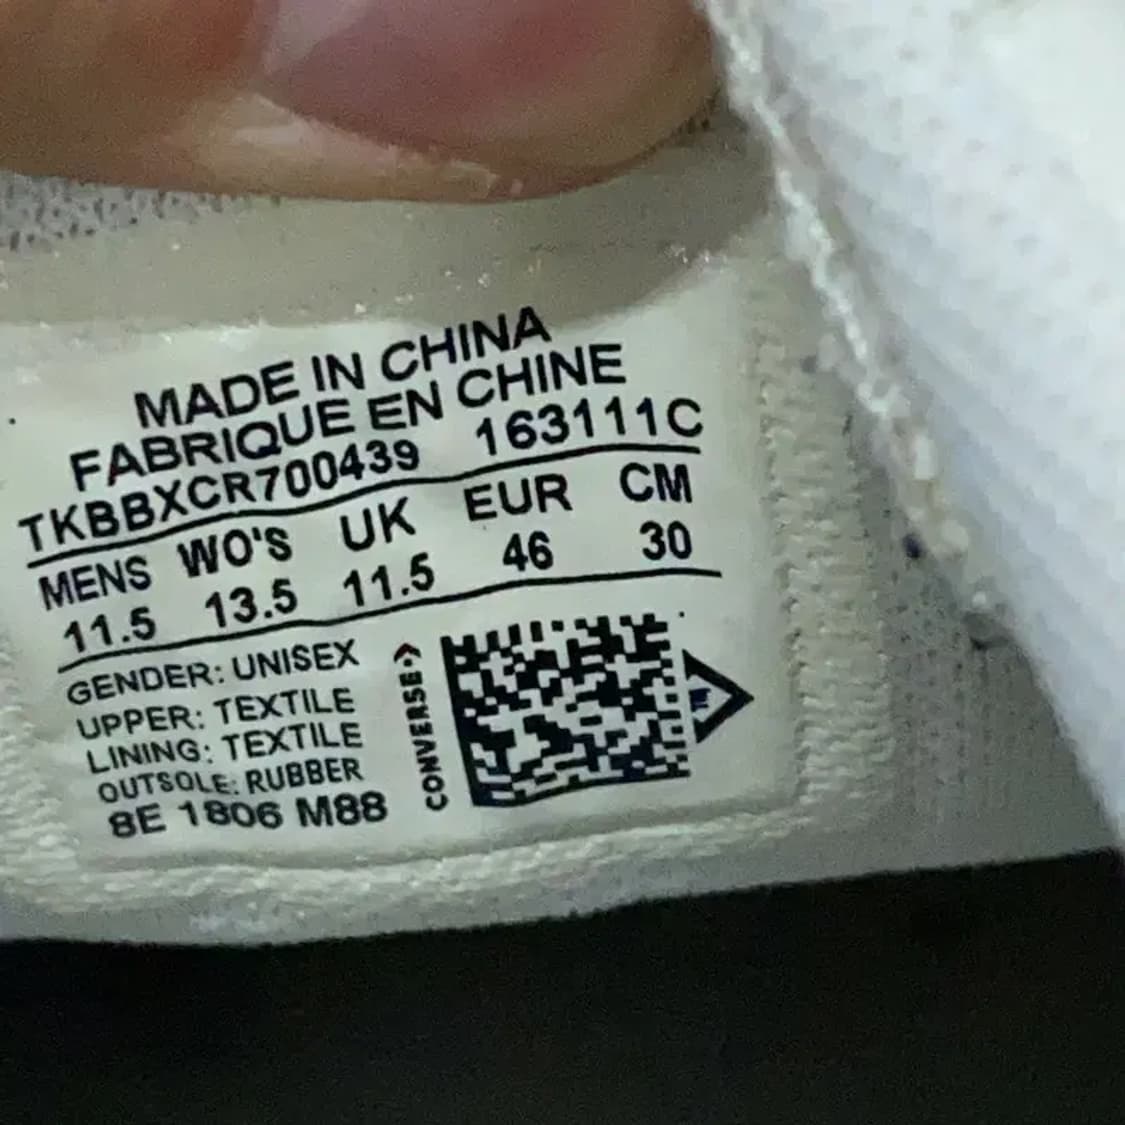 MADE IN CHINA
FABRIQUE EN CHINE
TKBBXCR700439 163111C
MENS WO'S UK EUR CM
11.5 13.5 11.5 46 30
GENDER: UNISEX
UPPER: TEXTILE
LINING: TEXTILE
OUTSOLE: RUBBER
8E 1806 M88
CONVERSE